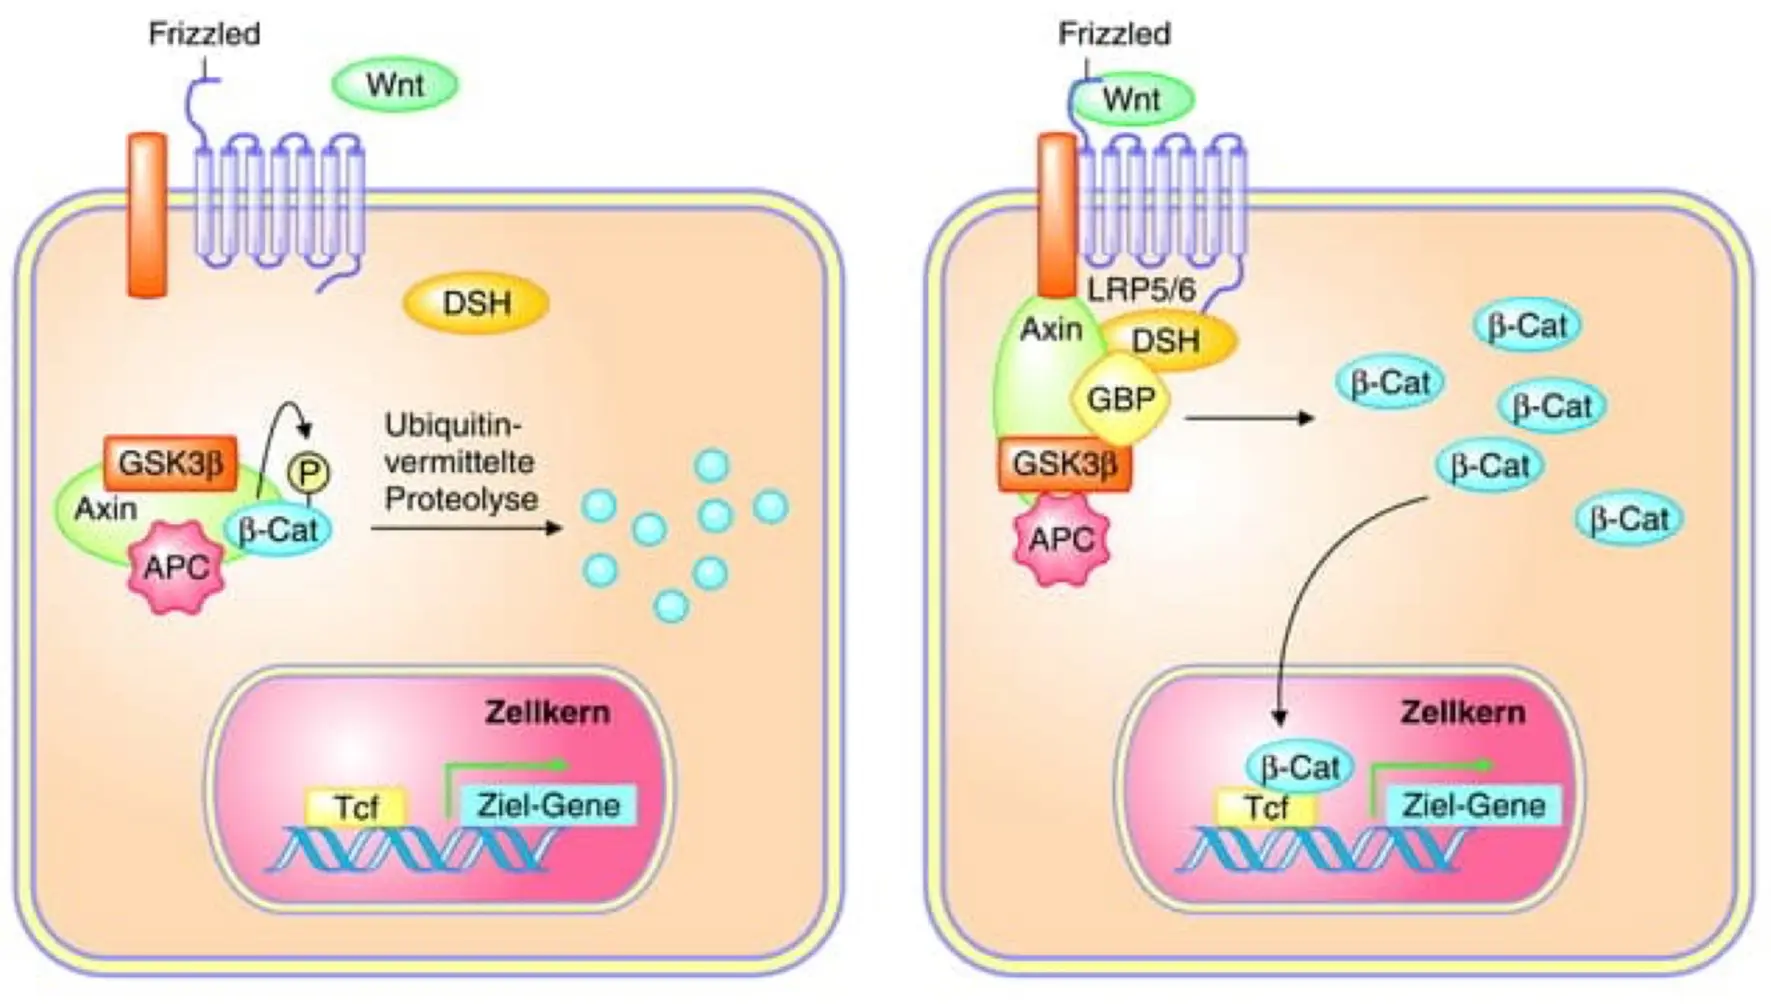 Frizzled
Wnt
DSH
Ubiquitin-
vermittelte
Proteolyse
GSK3β
P
Axin
β-Cat
APC
Zellkern
Tcf
Ziel-Gene
Frizzled
Wnt
LRP5/6
Axin
DSH
GBP
GSK3β
APC
β-Cat
β-Cat
β-Cat
β-Cat
β-Cat
Zellkern
β-Cat
Tcf
Ziel-Gene